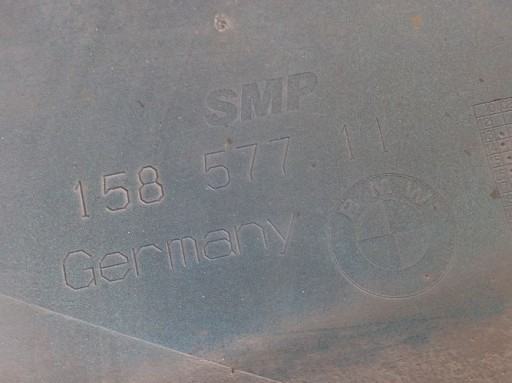 SMP
158 577 11
Germany
BMW